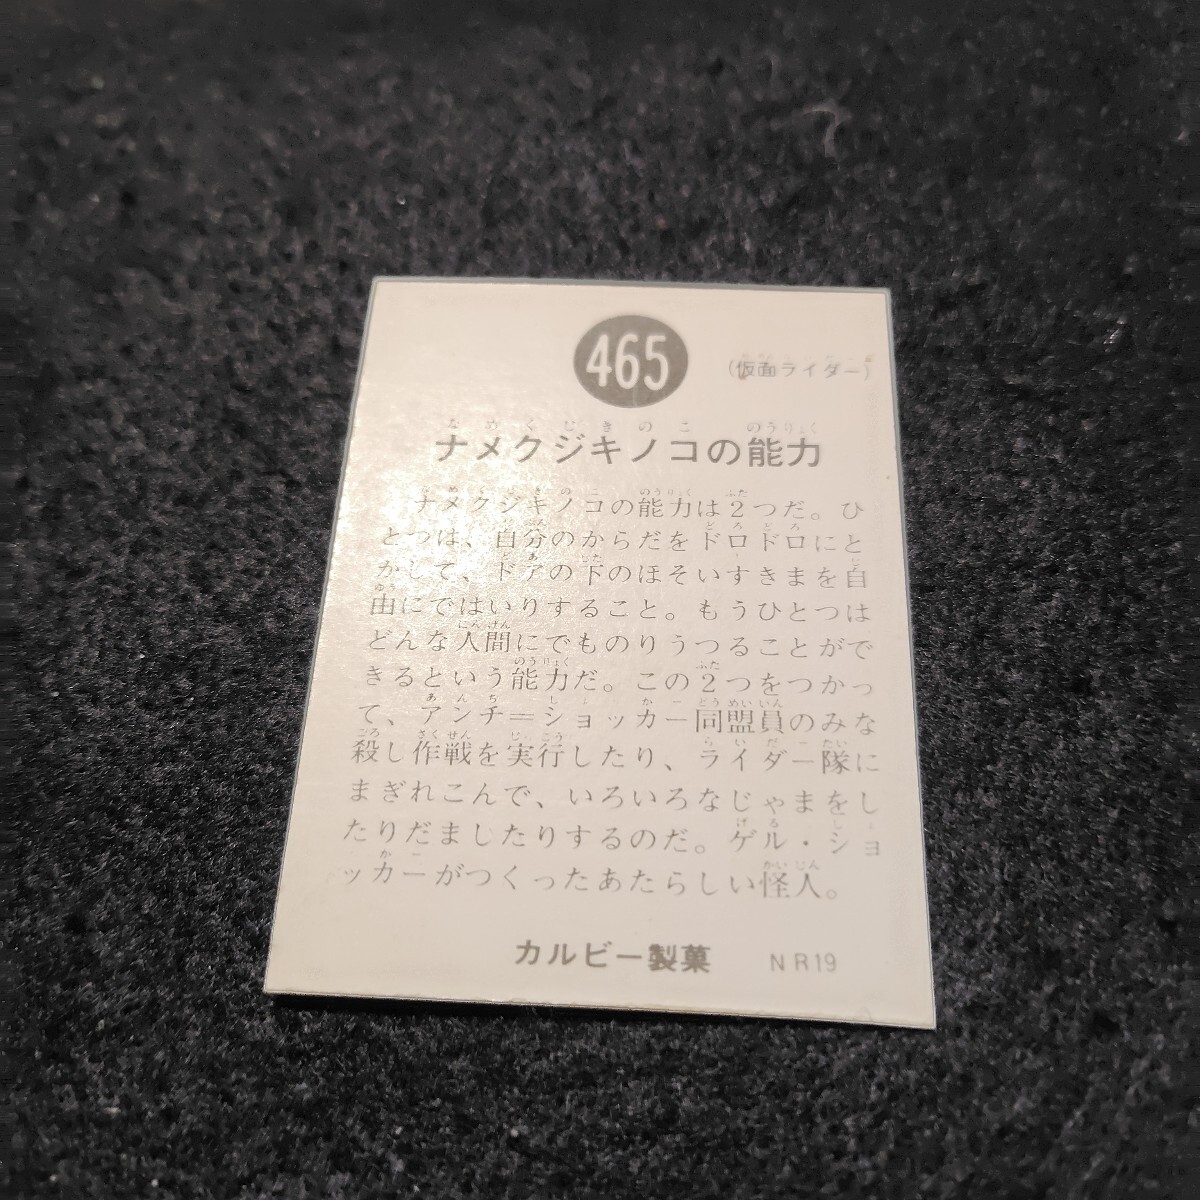 465
(仮面ライダー)
ナメクジキノコの能力
ナメクジキノコの能力は2つだ。ひ
とつは、自分のからだをドロドロにと
かして、ドアの下のほそいすきまを自
由にではいりすること。もうひとつは
どんな人間にでものりうつることがで
きるという能力だ。この2つをつかっ
て、アンチ=ショッカー同盟員のみな
殺し作戦を実行したり、ライダー隊に
まぎれこんで、いろいろなじゃまをし
たりだましたりするのだ。ゲル・ショ
ッカーがつくったあたらしい怪人。
カルビー製菓 NR19